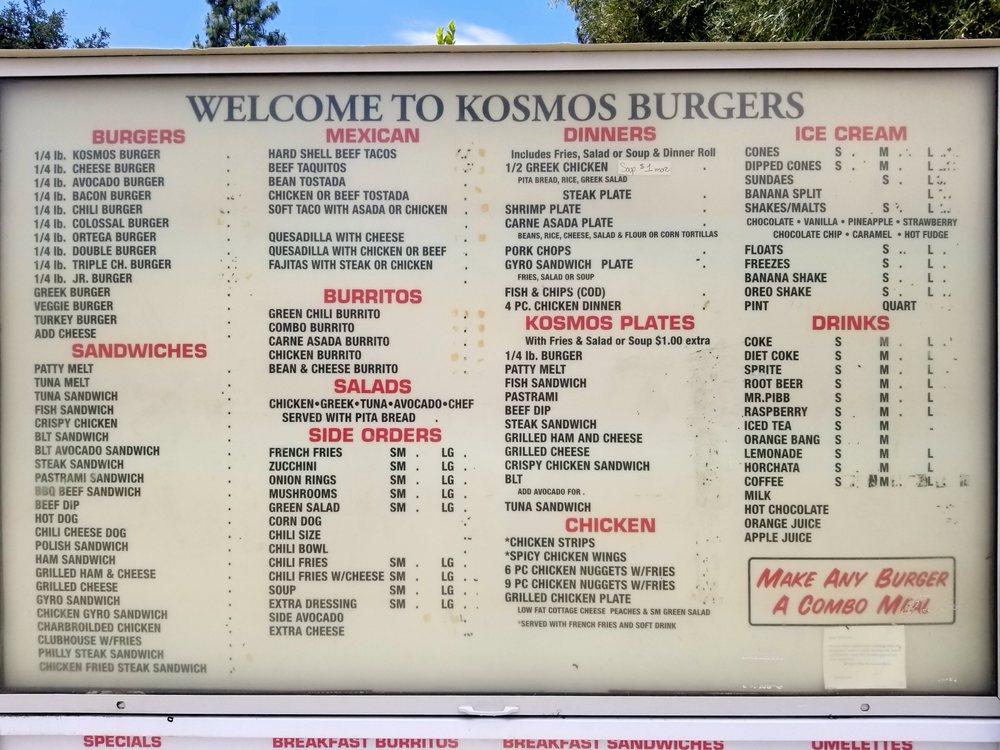 WELCOME TO KOSMOS BURGERS
BURGERS
1/4 lb. KOSMOS BURGER
1/4 lb. CHEESE BURGER
1/4 lb. AVOCADO BURGER
1/4 lb. BACON BURGER
1/4 lb. CHILI BURGER
1/4 lb. COLOSSAL BURGER
1/4 lb. ORTEGA BURGER
1/4 lb. DOUBLE BURGER
1/4 lb. TRIPLE CH. BURGER
1/4 lb. JR. BURGER
GREEK BURGER
VEGGIE BURGER
TURKEY BURGER
ADD CHEESE
SANDWICHES
PATTY MELT
TUNA MELT
TUNA SANDWICH
FISH SANDWICH
CRISPY CHICKEN
BLT SANDWICH
BLT AVOCADO SANDWICH
STEAK SANDWICH
PASTRAMI SANDWICH
BBQ BEEF SANDWICH
BEEF DIP
HOT DOG
CHILI CHEESE DOG
POLISH SANDWICH
HAM SANDWICH
GRILLED HAM & CHEESE
GRILLED CHEESE
GYRO SANDWICH
CHICKEN GYRO SANDWICH
CHARBROILDED CHICKEN
CLUBHOUSE W/FRIES
PHILLY STEAK SANDWICH
CHICKEN FRIED STEAK SANDWICH
MEXICAN
HARD SHELL BEEF TACOS
BEEF TAQUITOS
BEAN TOSTADA
CHICKEN OR BEEF TOSTADA
SOFT TACO WITH ASADA OR CHICKEN
QUESADILLA WITH CHEESE
QUESADILLA WITH CHICKEN OR BEEF
FAJITAS WITH STEAK OR CHICKEN
BURRITOS
GREEN CHILI BURRITO
COMBO BURRITO
CARNE ASADA BURRITO
CHICKEN BURRITO
BEAN & CHEESE BURRITO
SALADS
CHICKEN•GREEK•TUNA•AVOCADO•CHEF
SERVED WITH PITA BREAD
SIDE ORDERS
FRENCH FRIES SM . LG .
ZUCCHINI SM . LG .
ONION RINGS SM . LG .
MUSHROOMS SM . LG .
GREEN SALAD SM . LG .
CORN DOG
CHILI SIZE
CHILI BOWL
CHILI FRIES SM . LG .
CHILI FRIES W/CHEESE SM . LG .
SOUP SM . LG .
EXTRA DRESSING SM . LG .
SIDE AVOCADO
EXTRA CHEESE
DINNERS
Includes Fries, Salad or Soup & Dinner Roll
1/2 GREEK CHICKEN Soup $1 more
PITA BREAD, RICE, GREEK SALAD
STEAK PLATE
SHRIMP PLATE
CARNE ASADA PLATE
BEANS, RICE, CHEESE, SALAD & FLOUR OR CORN TORTILLAS
PORK CHOPS
GYRO SANDWICH PLATE
FRIES, SALAD OR SOUP
FISH & CHIPS (COD)
4 PC. CHICKEN DINNER
KOSMOS PLATES
With Fries & Salad or Soup $1.00 extra
1/4 lb. BURGER
PATTY MELT
FISH SANDWICH
PASTRAMI
BEEF DIP
STEAK SANDWICH
GRILLED HAM AND CHEESE
GRILLED CHEESE
CRISPY CHICKEN SANDWICH
BLT
ADD AVOCADO FOR .
TUNA SANDWICH
CHICKEN
*CHICKEN STRIPS
*SPICY CHICKEN WINGS
6 PC CHICKEN NUGGETS W/FRIES
9 PC CHICKEN NUGGETS W/FRIES
GRILLED CHICKEN PLATE
LOW FAT COTTAGE CHEESE PEACHES & SM GREEN SALAD
*SERVED WITH FRENCH FRIES AND SOFT DRINK
ICE CREAM
CONES S . M . L .
DIPPED CONES S . M . L .
SUNDAES S . L .
BANANA SPLIT
SHAKES/MALTS S . L .
CHOCOLATE • VANILLA • PINEAPPLE • STRAWBERRY
CHOCOLATE CHIP • CARAMEL • HOT FUDGE
FLOATS S . L .
FREEZES S . L .
BANANA SHAKE S . L .
OREO SHAKE S . L .
PINT QUART
DRINKS
COKE S M . L .
DIET COKE S M . L .
SPRITE S M . L
ROOT BEER S M . L
MR.PIBB S M . L
RASPBERRY S M . L
ICED TEA S M
ORANGE BANG S M
LEMONADE S M L
HORCHATA S M L
COFFEE S M L
MILK
HOT CHOCOLATE
ORANGE JUICE
APPLE JUICE
MAKE ANY BURGER
A COMBO MEAL
SPECIALS
BREAKFAST BURRITOS
BREAKFAST SANDWICHES
OMELETTES